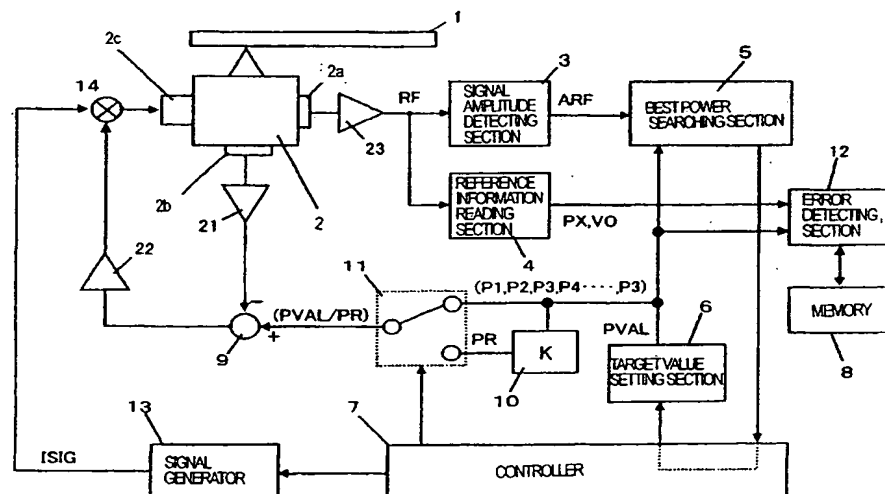 1
2c
2a
14
3
5
SIGNAL
AMPLITUDE
DETECTING
SECTION
RF
ARF
BEST POWER
SEARCHING SECTION
23
12
2b
REFERENCE
INFORMATION
READING
SECTION
ERROR
DETECTING,
SECTION
21
2
PX,VO
4
22
11
(P1,P2,P3,P4·····,P3)
6
MEMORY
(PVAL/PR)
PVAL
8
PR
K
TARGET VALUE
SETTING SECTION
−
+
9
10
13
7
ISIG
SIGNAL
GENERATOR
CONTROLLER